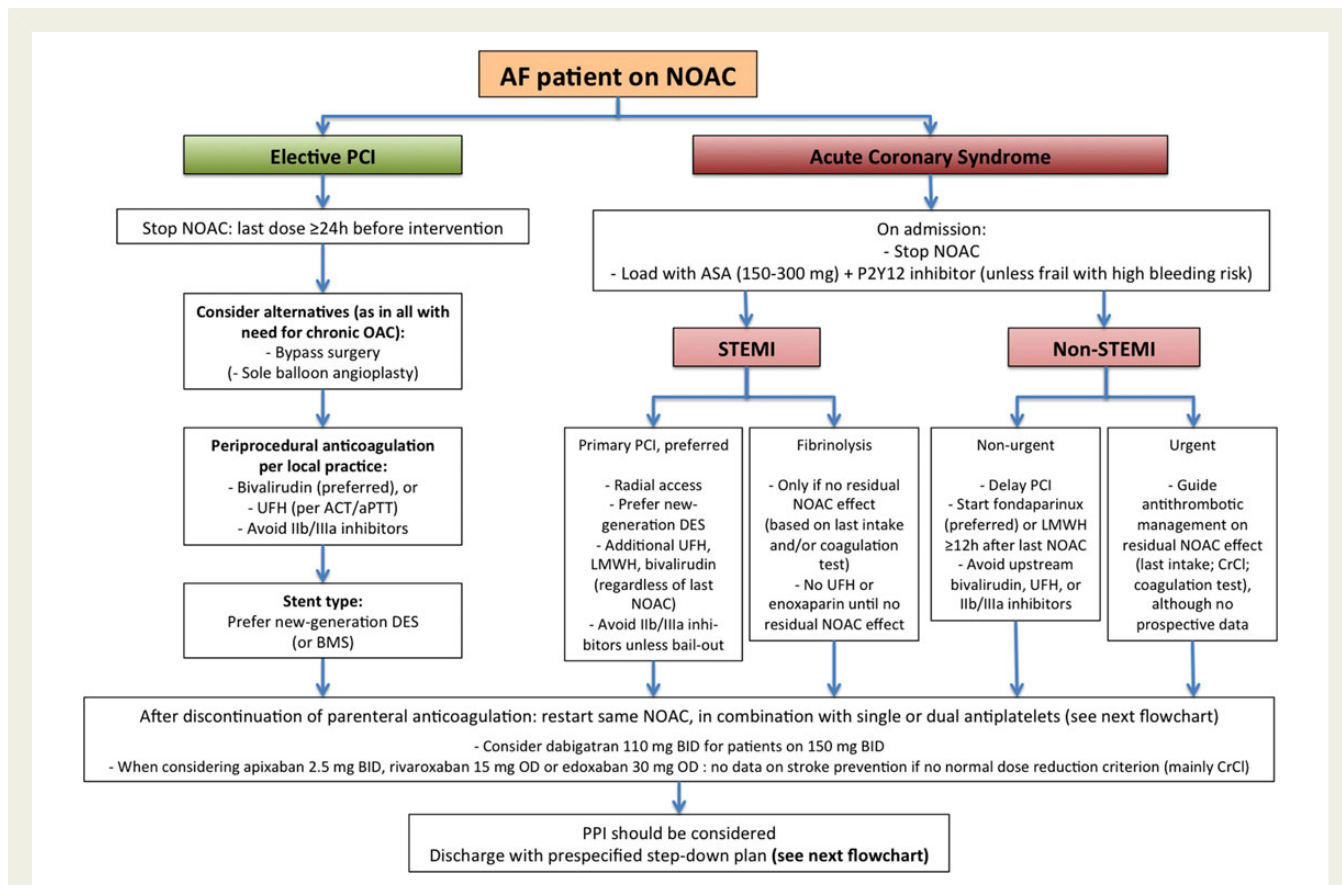 AF patient on NOAC
Elective PCI
Acute Coronary Syndrome
Stop NOAC: last dose ≥24h before intervention
On admission:
- Stop NOAC
- Load with ASA (150-300 mg) + P2Y12 inhibitor (unless frail with high bleeding risk)
Consider alternatives (as in all with
need for chronic OAC):
- Bypass surgery
(- Sole balloon angioplasty)
STEMI
Non-STEMI
Periprocedural anticoagulation
per local practice:
- Bivalirudin (preferred), or
- UFH (per ACT/aPTT)
- Avoid IIb/IIIa inhibitors
Stent type:
Prefer new-generation DES
(or BMS)
Primary PCI, preferred
- Radial access
- Prefer new-
generation DES
- Additional UFH,
LMWH, bivalirudin
(regardless of last
NOAC)
- Avoid IIb/IIIa inhi-
bitors unless bail-out
Fibrinolysis
- Only if no residual
NOAC effect
(based on last intake
and/or coagulation
test)
- No UFH or
enoxaparin until no
residual NOAC effect
Non-urgent
- Delay PCI
- Start fondaparinux
(preferred) or LMWH
≥12h after last NOAC
- Avoid upstream
bivalirudin, UFH, or
IIb/IIIa inhibitors
Urgent
- Guide
antithrombotic
management on
residual NOAC effect
(last intake; CrCl;
coagulation test),
although no
prospective data
After discontinuation of parenteral anticoagulation: restart same NOAC, in combination with single or dual antiplatelets (see next flowchart)
- Consider dabigatran 110 mg BID for patients on 150 mg BID
- When considering apixaban 2.5 mg BID, rivaroxaban 15 mg OD or edoxaban 30 mg OD : no data on stroke prevention if no normal dose reduction criterion (mainly CrCl)
PPI should be considered
Discharge with prespecified step-down plan (see next flowchart)